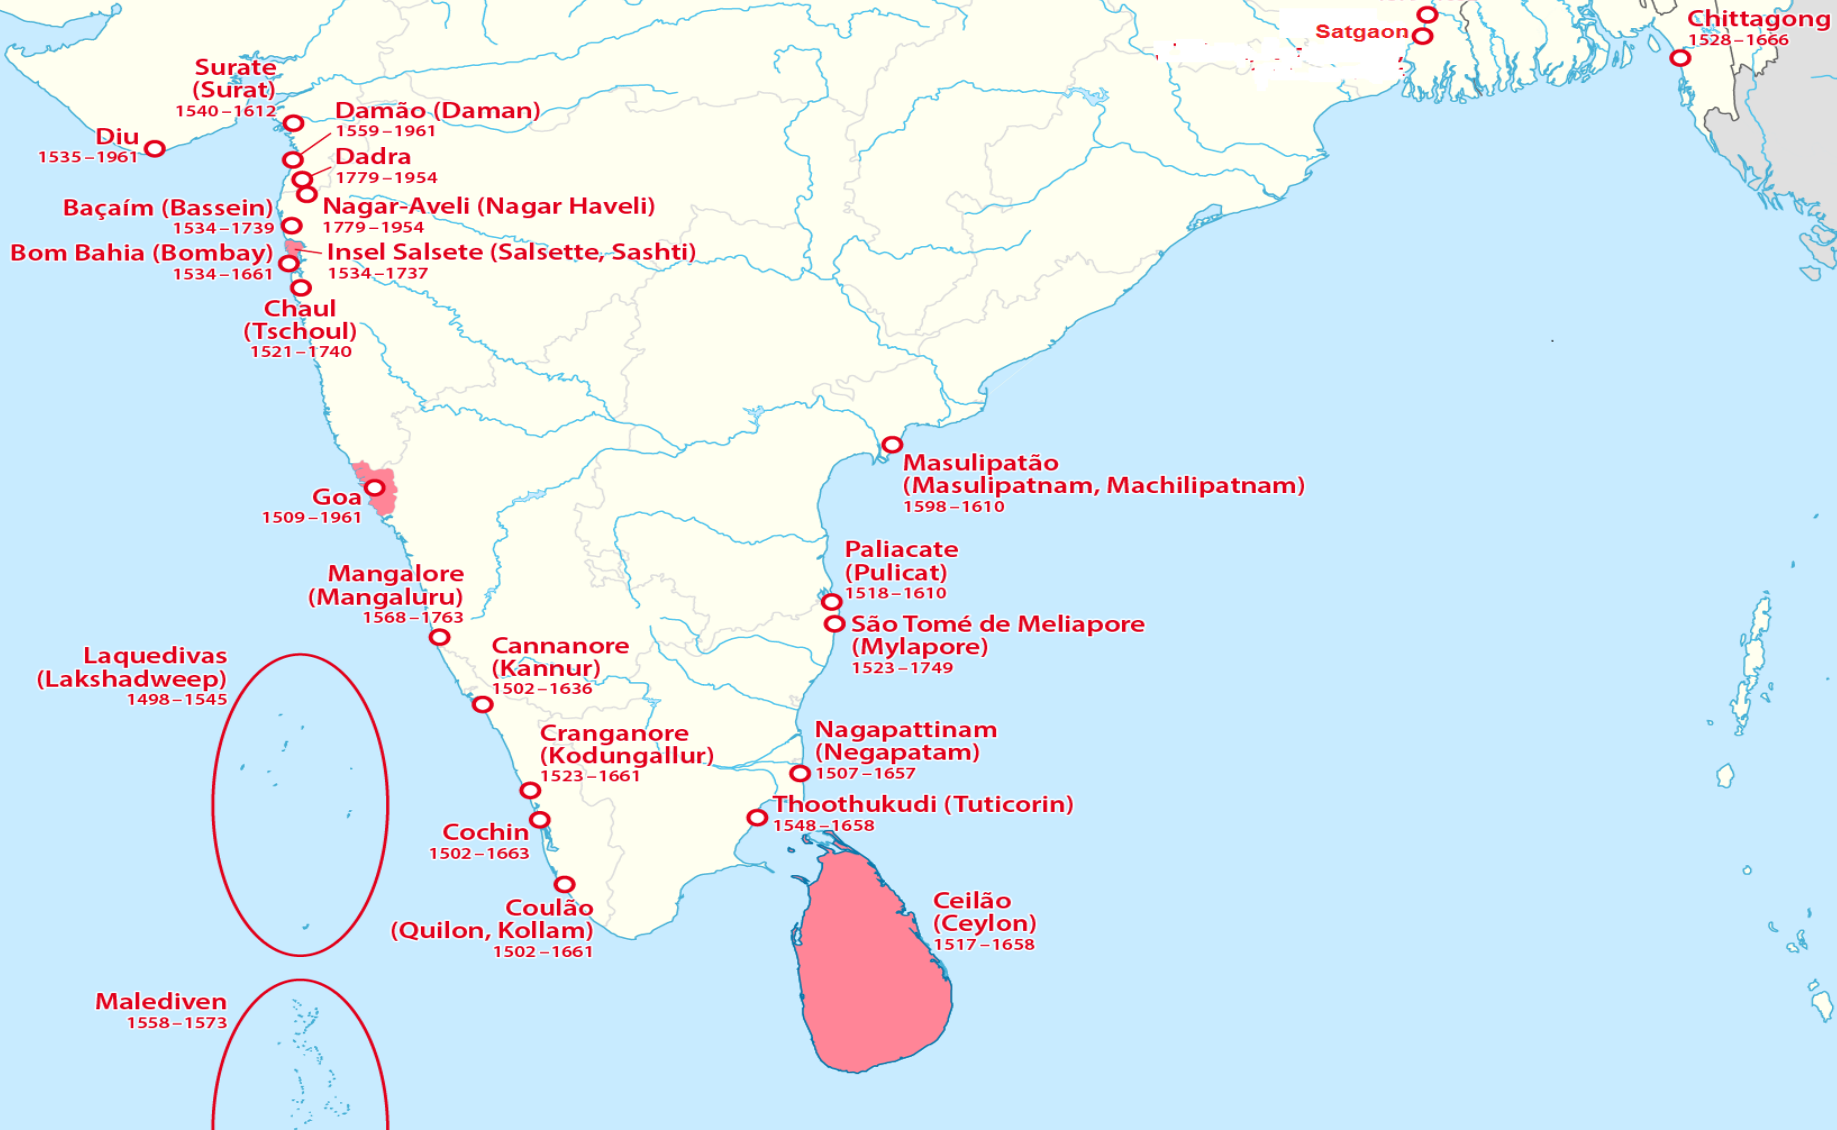 Satgaon
Chittagong
1528–1666
Surate
(Surat)
1540–1612
Diu
1535–1961
Damão (Daman)
1559–1961
Dadra
1779–1954
Nagar-Aveli (Nagar Haveli)
1779–1954
Baçaím (Bassein)
1534–1739
Bom Bahia (Bombay)
1534–1661
Insel Salsete (Salsette, Sashti)
1534–1737
Chaul
(Tschoul)
1521–1740
Goa
1509–1961
Masulipatão
(Masulipatnam, Machilipatnam)
1598–1610
Paliacate
(Pulicat)
1518–1610
São Tomé de Meliapore
(Mylapore)
1523–1749
Mangalore
(Mangaluru)
1568–1763
Cannanore
(Kannur)
1502–1636
Laquedivas
(Lakshadweep)
1498–1545
Cranganore
(Kodungallur)
1523–1661
Nagapattinam
(Negapatam)
1507–1657
Thoothukudi (Tuticorin)
1548–1658
Cochin
1502–1663
Coulão
(Quilon, Kollam)
1502–1661
Ceilão
(Ceylon)
1517–1658
Malediven
1558–1573